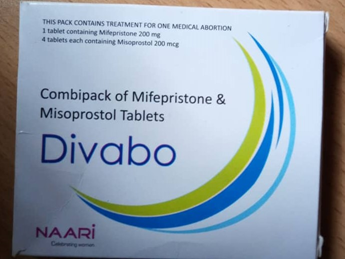 THIS PACK CONTAINS TREATMENT FOR ONE MEDICAL ABORTION
1 tablet containing Mifepristone 200 mg
4 tablets each containing Misoprostol 200 mcg
Combipack of Mifepristone &
Misoprostol Tablets
Divabo
NAARI
Celebrating women